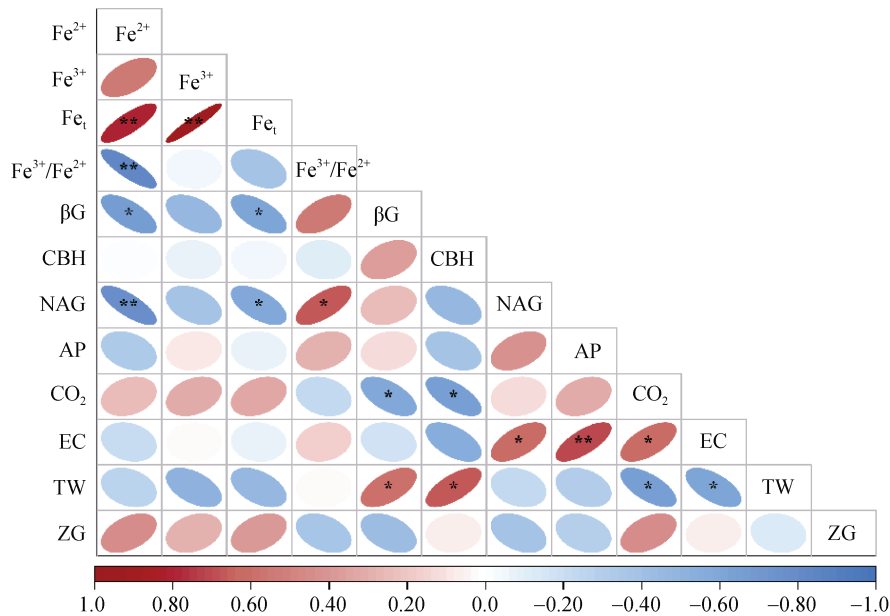 Fe²⁺ Fe²⁺
Fe³⁺ Fe³⁺
Feₜ ** ** Feₜ
Fe³⁺/Fe²⁺ ** Fe³⁺/Fe²⁺
βG * * βG
CBH CBH
NAG ** * * NAG
AP AP
CO₂ * * CO₂
EC * ** * EC
TW * * * * TW
ZG ZG
1.0 0.80 0.60 0.40 0.20 0.0 −0.20 −0.40 −0.60 −0.80 −1.0